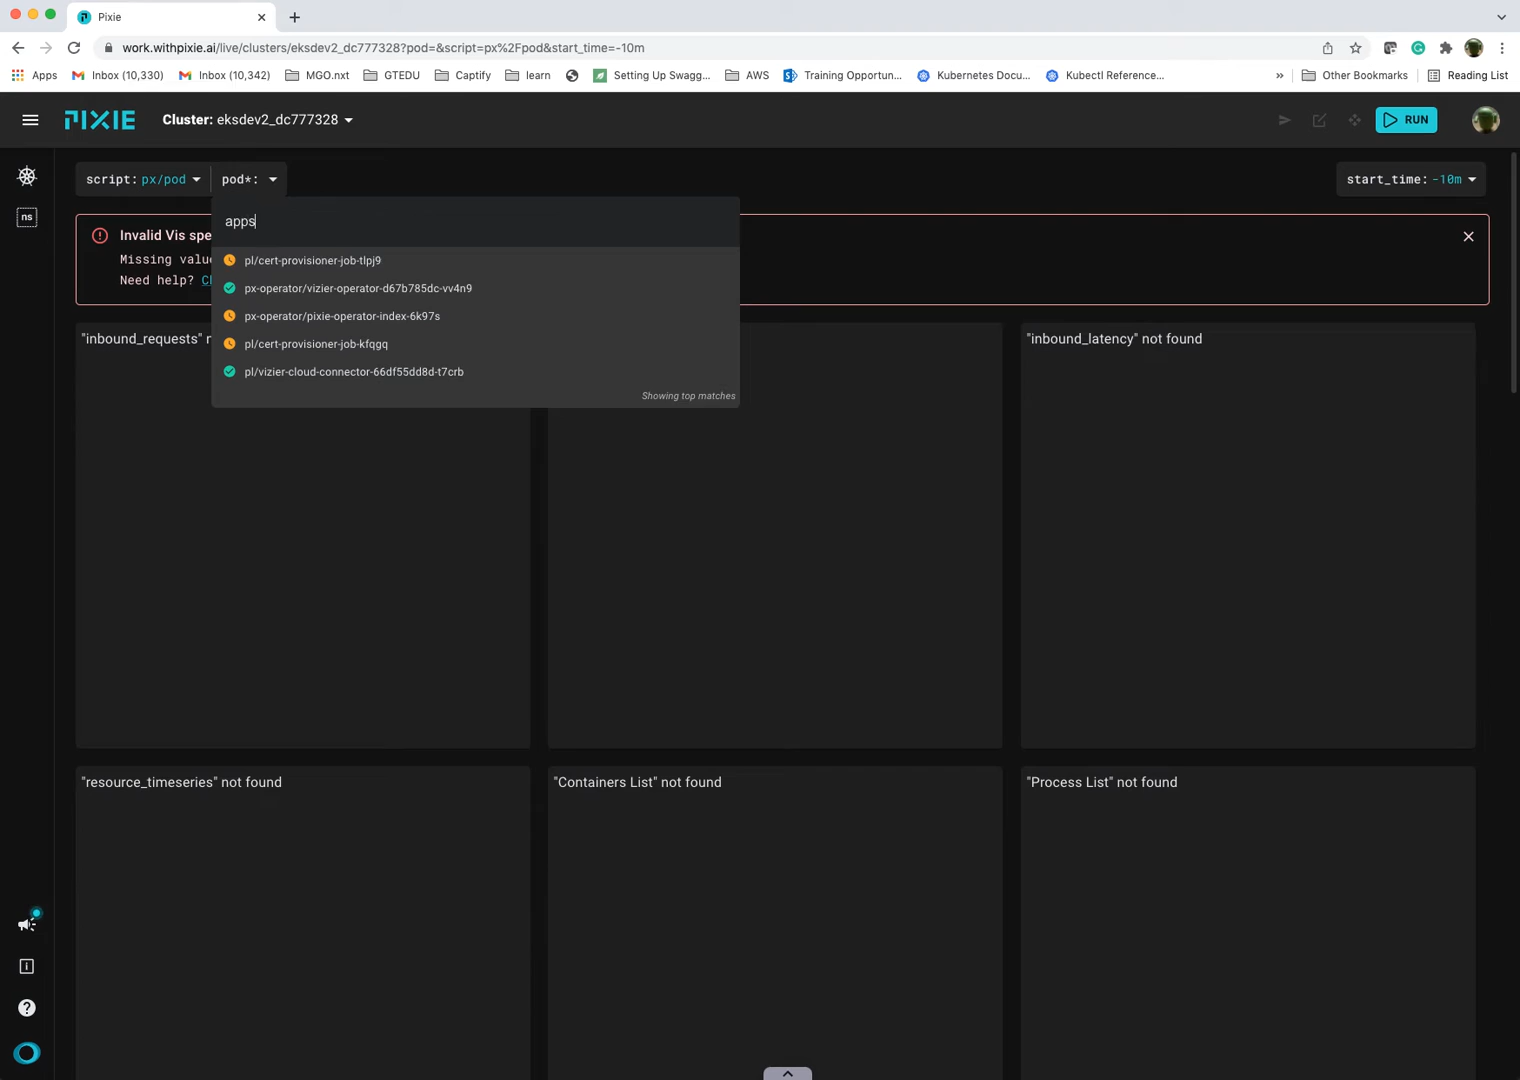 Pixie
work.withpixie.ai/live/clusters/eksdev2_dc777328?pod=&script=px%2Fpod&start_time=-10m
Apps
Inbox (10,330)
Inbox (10,342)
MGO.nxt
GTEDU
Captify
learn
Setting Up Swagg...
AWS
Training Opportun...
Kubernetes Docu...
Kubectl Reference...
»
Other Bookmarks
Reading List
PIXIE
Cluster: eksdev2_dc777328
RUN
script: px/pod
pod*:
start_time: -10m
ns
apps
Invalid Vis spe
Missing valu
Need help? C
pl/cert-provisioner-job-tlpj9
px-operator/vizier-operator-d67b785dc-vv4n9
px-operator/pixie-operator-index-6k97s
pl/cert-provisioner-job-kfqgq
pl/vizier-cloud-connector-66df55dd8d-t7crb
Showing top matches
"inbound_requests"
"inbound_latency" not found
"resource_timeseries" not found
"Containers List" not found
"Process List" not found